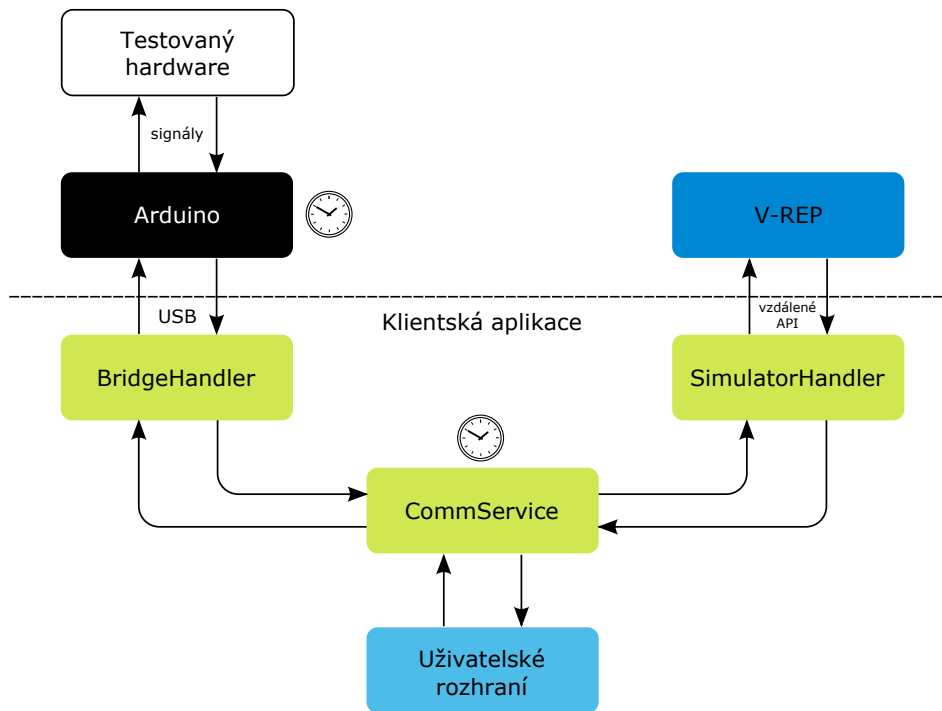 Testovaný
hardware
signály
Arduino
V-REP
USB
vzdálené
API
Klientská aplikace
BridgeHandler
SimulatorHandler
CommService
Uživatelské
rozhraní